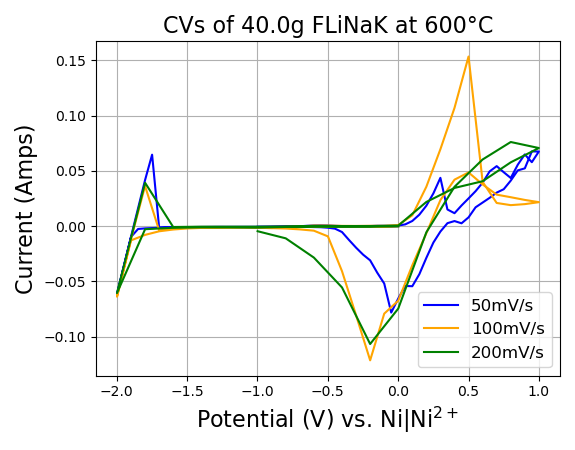 CVs of 40.0g FLiNaK at 600°C
Current (Amps)
0.15
0.10
0.05
0.00
−0.05
−0.10
50mV/s
100mV/s
200mV/s
−2.0 −1.5 −1.0 −0.5 0.0 0.5 1.0
Potential (V) vs. Ni|Ni²⁺